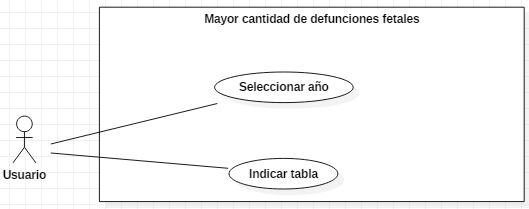 Mayor cantidad de defunciones fetales
Seleccionar año
Usuario
Indicar tabla